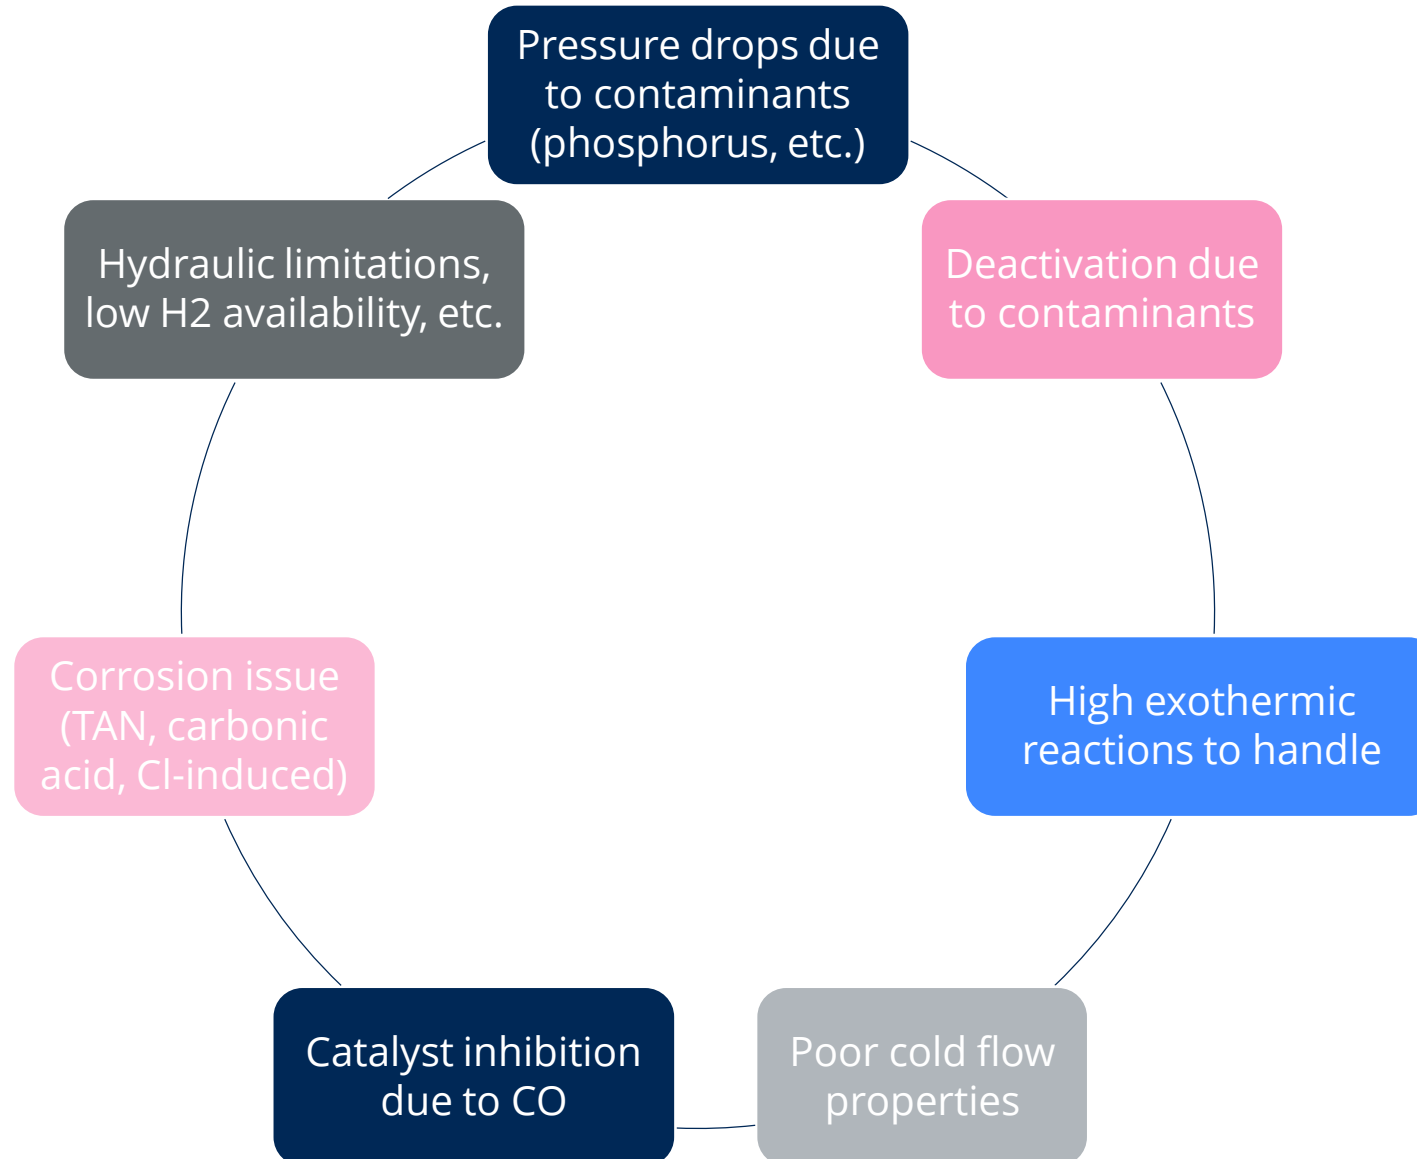 Pressure drops due
to contaminants
(phosphorus, etc.)
Hydraulic limitations,
low H2 availability, etc.
Deactivation due
to contaminants
Corrosion issue
(TAN, carbonic
acid, Cl-induced)
High exothermic
reactions to handle
Catalyst inhibition
due to CO
Poor cold flow
properties